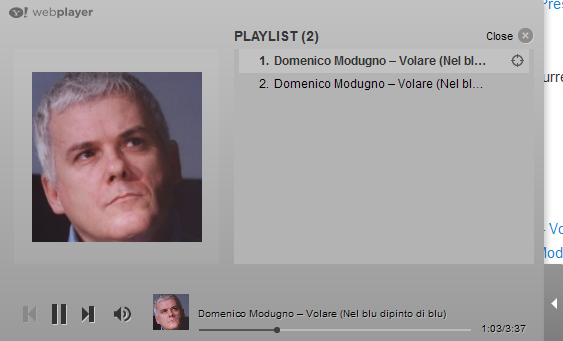 Y! webplayer
PLAYLIST (2)
Close
1. Domenico Modugno – Volare (Nel bl...
2. Domenico Modugno – Volare (Nel bl...
Domenico Modugno – Volare (Nel blu dipinto di blu)
1:03/3:37
Pres
urre
- Vo
Mod